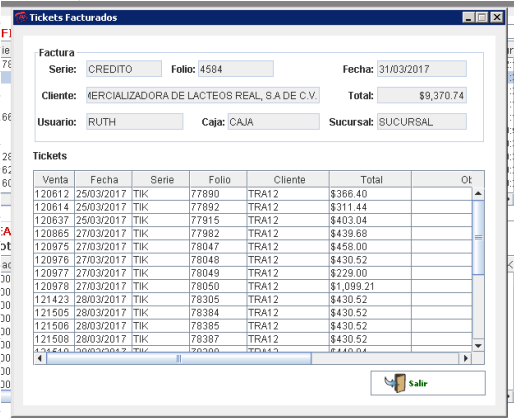 Tickets Facturados
Factura
Serie: CREDITO Folio: 4584 Fecha: 31/03/2017
Cliente: MERCIALIZADORA DE LACTEOS REAL, S.A DE C.V. Total: $9,370.74
Usuario: RUTH Caja: CAJA Sucursal: SUCURSAL
Tickets
Venta Fecha Serie Folio Cliente Total Ob
120612 25/03/2017 TIK 77890 TRA12 $366.40
120614 25/03/2017 TIK 77892 TRA12 $311.44
120637 25/03/2017 TIK 77915 TRA12 $403.04
120865 27/03/2017 TIK 77982 TRA12 $439.68
120975 27/03/2017 TIK 78047 TRA12 $458.00
120976 27/03/2017 TIK 78048 TRA12 $430.52
120977 27/03/2017 TIK 78049 TRA12 $229.00
120978 27/03/2017 TIK 78050 TRA12 $1,099.21
121423 28/03/2017 TIK 78305 TRA12 $430.52
121505 28/03/2017 TIK 78384 TRA12 $430.52
121506 28/03/2017 TIK 78385 TRA12 $430.52
121508 28/03/2017 TIK 78387 TRA12 $430.52
Salir